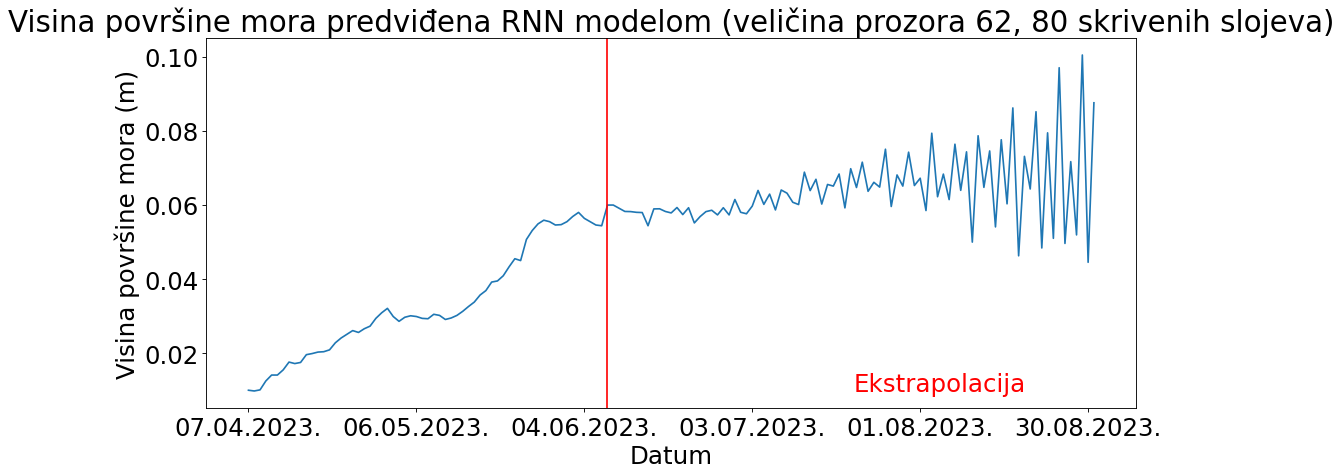 Visina površine mora predviđena RNN modelom (veličina prozora 62, 80 skrivenih slojeva)
Visina površine mora (m)
0.10
0.08
0.06
0.04
0.02
Ekstrapolacija
07.04.2023. 06.05.2023. 04.06.2023. 03.07.2023. 01.08.2023. 30.08.2023.
Datum